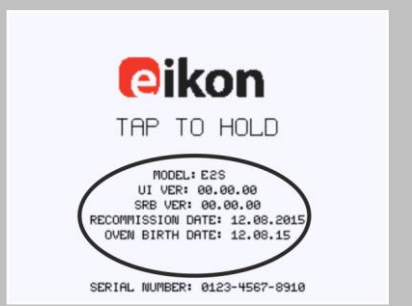 eikon
TAP TO HOLD
MODEL: E2S
UI VER: 00.00.00
SRB VER: 00.00.00
RECOMMISSION DATE: 12.08.2015
OVEN BIRTH DATE: 12.08.15
SERIAL NUMBER: 0123-4567-8910